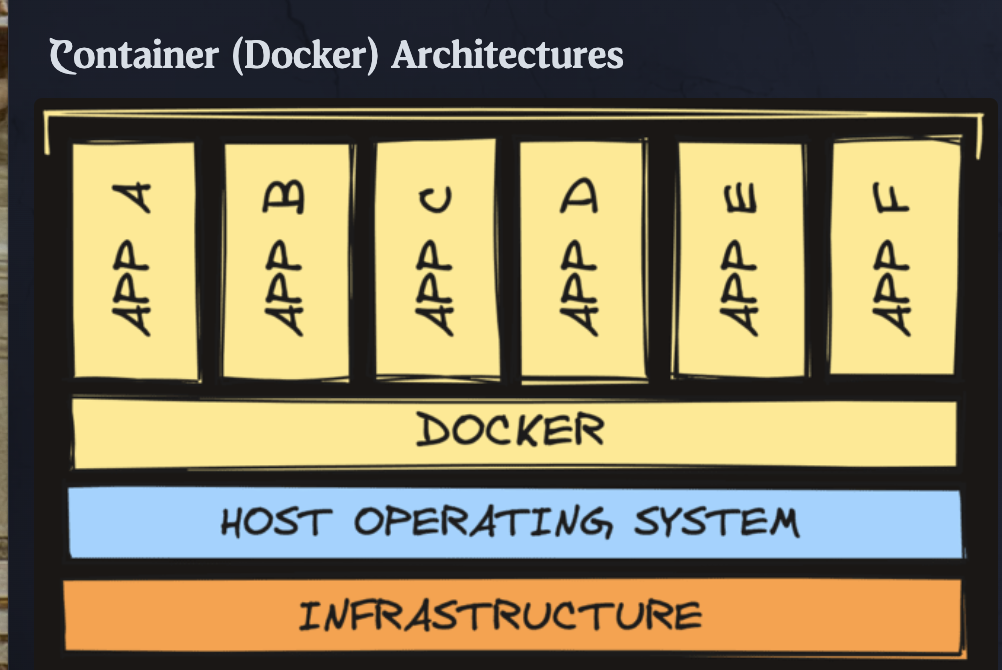 Container (Docker) Architectures
APP A
APP B
APP C
APP D
APP E
APP F
DOCKER
HOST OPERATING SYSTEM
INFRASTRUCTURE